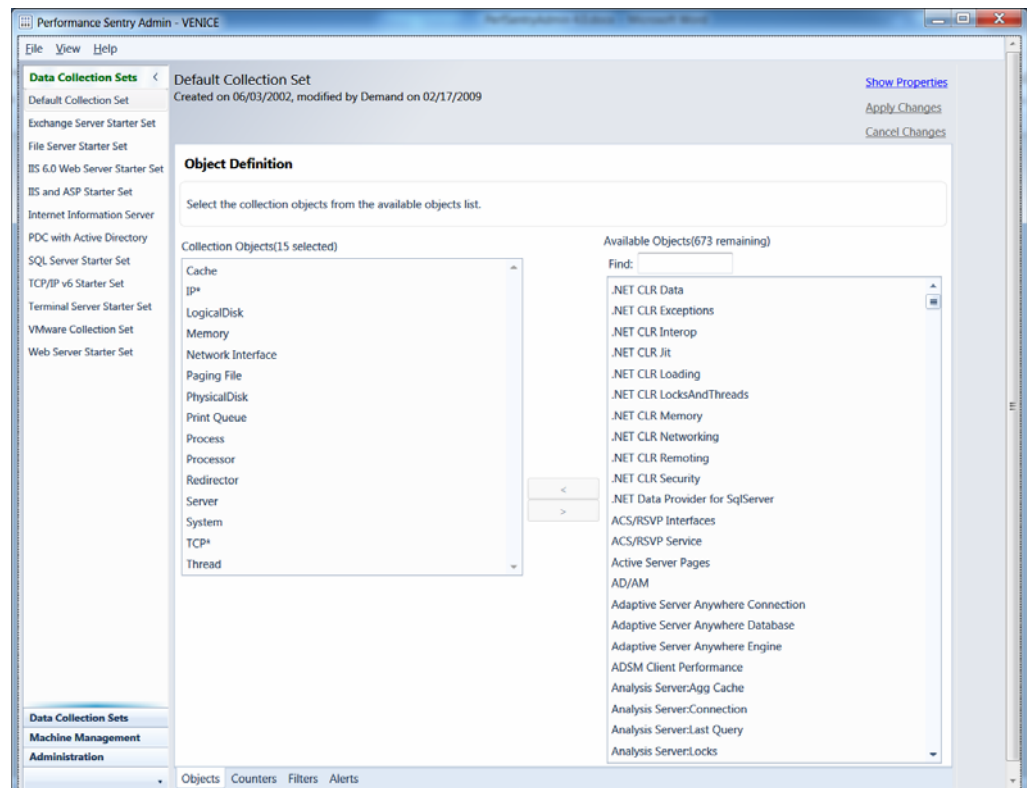 Performance Sentry Admin - VENICE
File View Help
Data Collection Sets <
Default Collection Set
Exchange Server Starter Set
File Server Starter Set
IIS 6.0 Web Server Starter Set
IIS and ASP Starter Set
Internet Information Server
PDC with Active Directory
SQL Server Starter Set
TCP/IP v6 Starter Set
Terminal Server Starter Set
VMware Collection Set
Web Server Starter Set
Data Collection Sets
Machine Management
Administration
Default Collection Set
Created on 06/03/2002, modified by Demand on 02/17/2009
Show Properties
Apply Changes
Cancel Changes
Object Definition
Select the collection objects from the available objects list.
Collection Objects(15 selected)
Cache
IP*
LogicalDisk
Memory
Network Interface
Paging File
PhysicalDisk
Print Queue
Process
Processor
Redirector
Server
System
TCP*
Thread
<
>
Available Objects(673 remaining)
Find:
.NET CLR Data
.NET CLR Exceptions
.NET CLR Interop
.NET CLR Jit
.NET CLR Loading
.NET CLR LocksAndThreads
.NET CLR Memory
.NET CLR Networking
.NET CLR Remoting
.NET CLR Security
.NET Data Provider for SqlServer
ACS/RSVP Interfaces
ACS/RSVP Service
Active Server Pages
AD/AM
Adaptive Server Anywhere Connection
Adaptive Server Anywhere Database
Adaptive Server Anywhere Engine
ADSM Client Performance
Analysis Server:Agg Cache
Analysis Server:Connection
Analysis Server:Last Query
Analysis Server:Locks
Objects Counters Filters Alerts